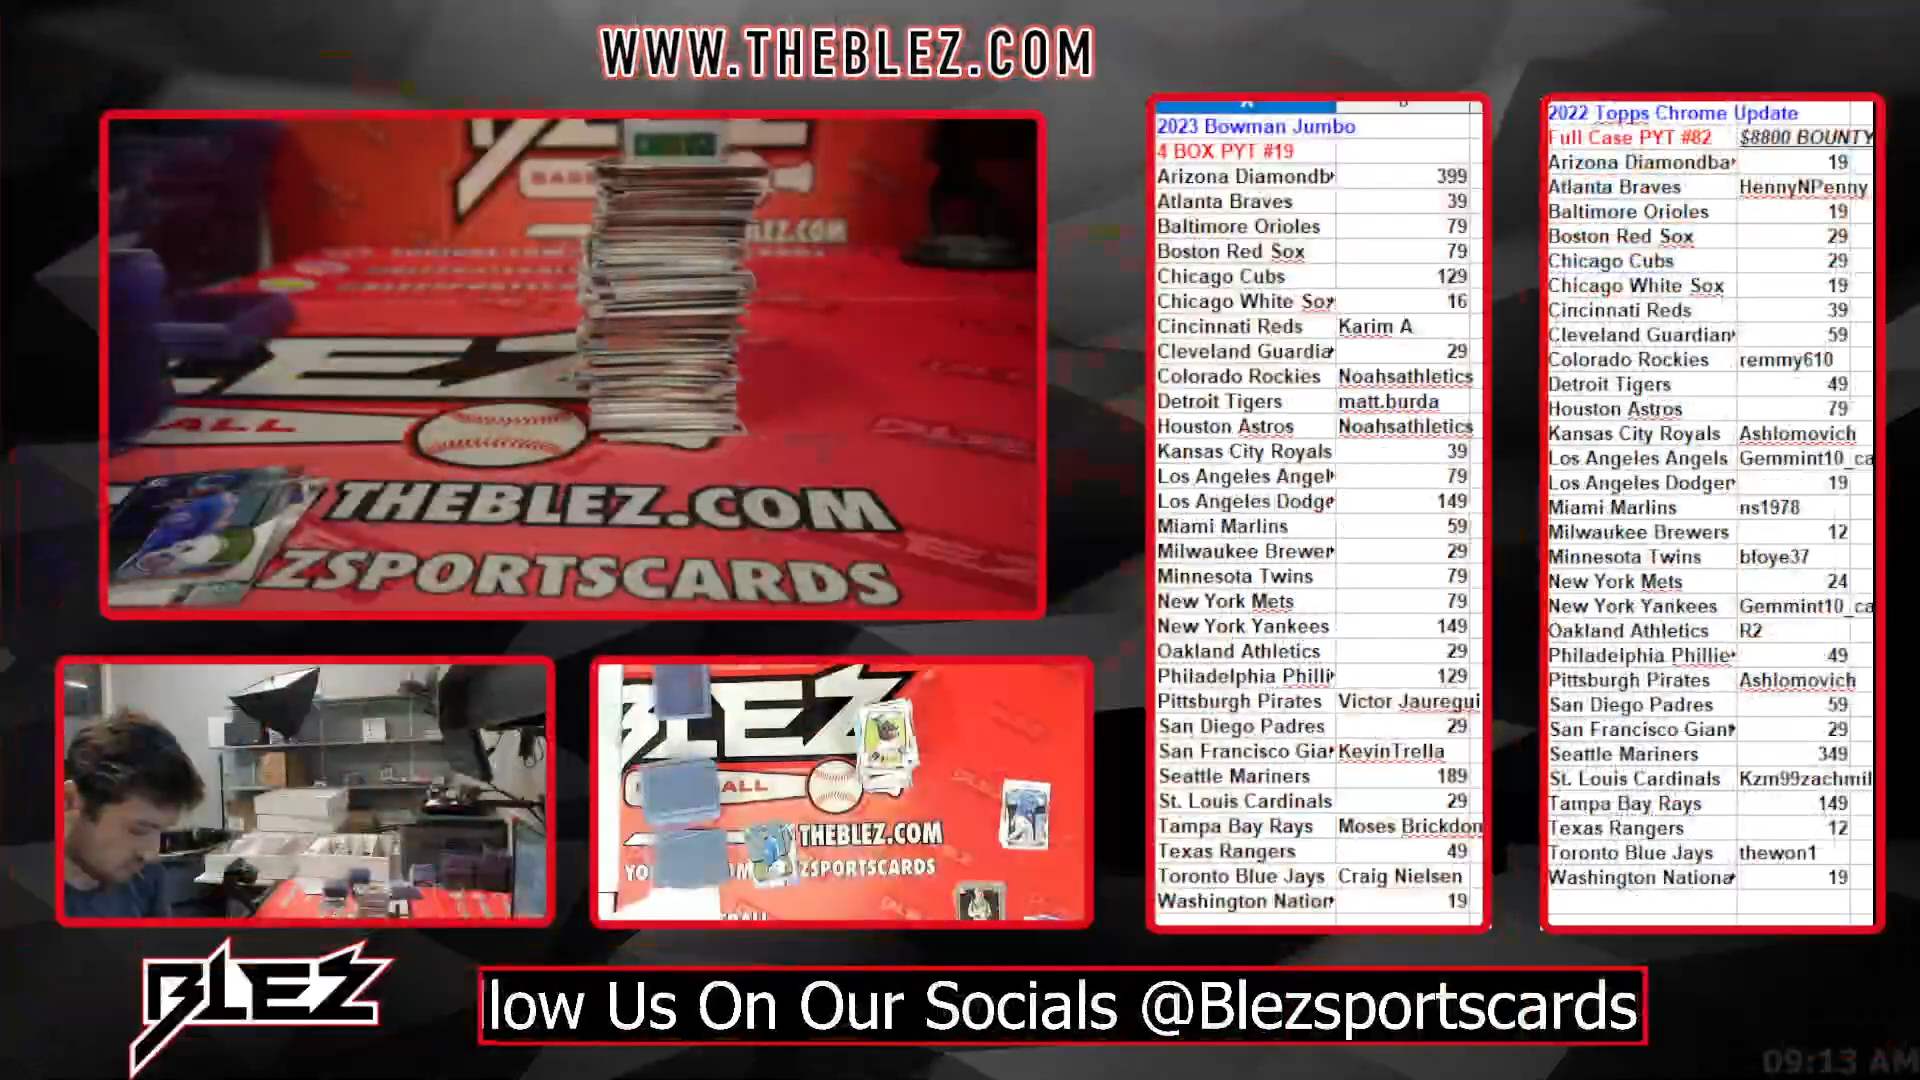 WWW.THEBLEZ.COM
BASE
LEZ.COM
ALL
THEBLEZ.COM
ZSPORTSCARDS
BLEZ
ALL
THEBLEZ.COM
YO
OM
ZSPORTSCARDS
2023 Bowman Jumbo
4 BOX PYT #19
Arizona Diamondb 399
Atlanta Braves 39
Baltimore Orioles 79
Boston Red Sox 79
Chicago Cubs 129
Chicago White Sox 16
Cincinnati Reds Karim A
Cleveland Guardia 29
Colorado Rockies Noahsathletics
Detroit Tigers matt.burda
Houston Astros Noahsathletics
Kansas City Royals 39
Los Angeles Angel 79
Los Angeles Dodge 149
Miami Marlins 59
Milwaukee Brewer 29
Minnesota Twins 79
New York Mets 79
New York Yankees 149
Oakland Athletics 29
Philadelphia Philli 129
Pittsburgh Pirates Victor Jauregui
San Diego Padres 29
San Francisco Gia KevinTrella
Seattle Mariners 189
St. Louis Cardinals 29
Tampa Bay Rays Moses Brickdon
Texas Rangers 49
Toronto Blue Jays Craig Nielsen
Washington Nation 19
2022 Topps Chrome Update
Full Case PYT #82 $8800 BOUNTY
Arizona Diamondba 19
Atlanta Braves HennyNPenny
Baltimore Orioles 19
Boston Red Sox 29
Chicago Cubs 29
Chicago White Sox 19
Cincinnati Reds 39
Cleveland Guardian 59
Colorado Rockies remmy610
Detroit Tigers 49
Houston Astros 79
Kansas City Royals Ashlomovich
Los Angeles Angels Gemmint10_ca
Los Angeles Dodger 19
Miami Marlins ns1978
Milwaukee Brewers 12
Minnesota Twins bfoye37
New York Mets 24
New York Yankees Gemmint10_ca
Oakland Athletics R2
Philadelphia Phillie 49
Pittsburgh Pirates Ashlomovich
San Diego Padres 59
San Francisco Giant 29
Seattle Mariners 349
St. Louis Cardinals Kzm99zachmil
Tampa Bay Rays 149
Texas Rangers 12
Toronto Blue Jays thewon1
Washington Nationa 19
BLEZ
low Us On Our Socials @Blezsportscards
09:13 AM